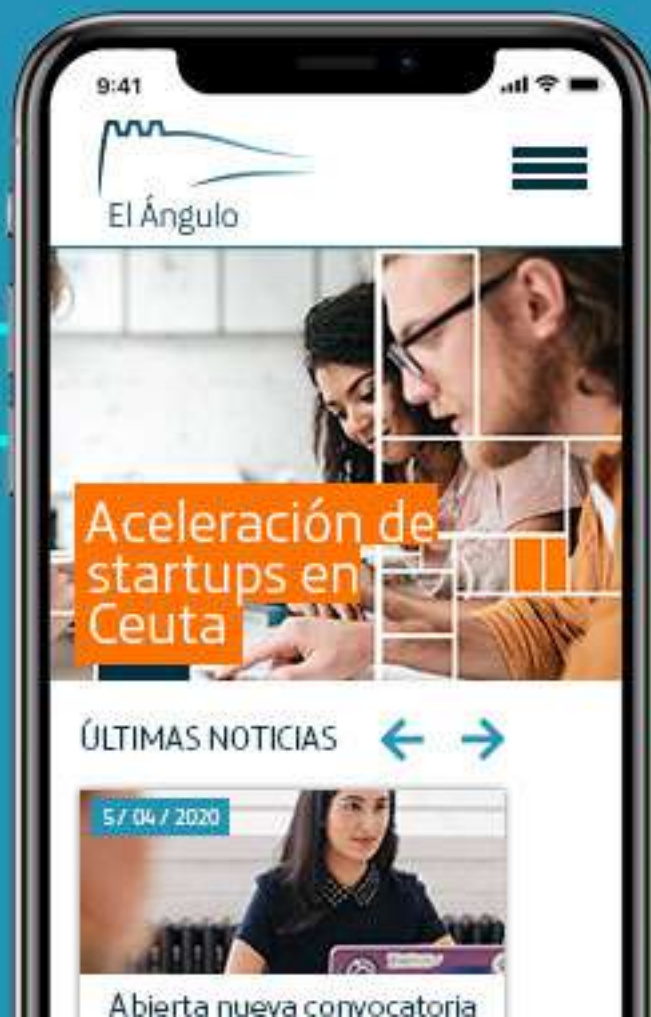 9:41
El Ángulo
Aceleración de
startups en
Ceuta
ÚLTIMAS NOTICIAS
5/ 04 / 2020
Abierta nueva convocatoria